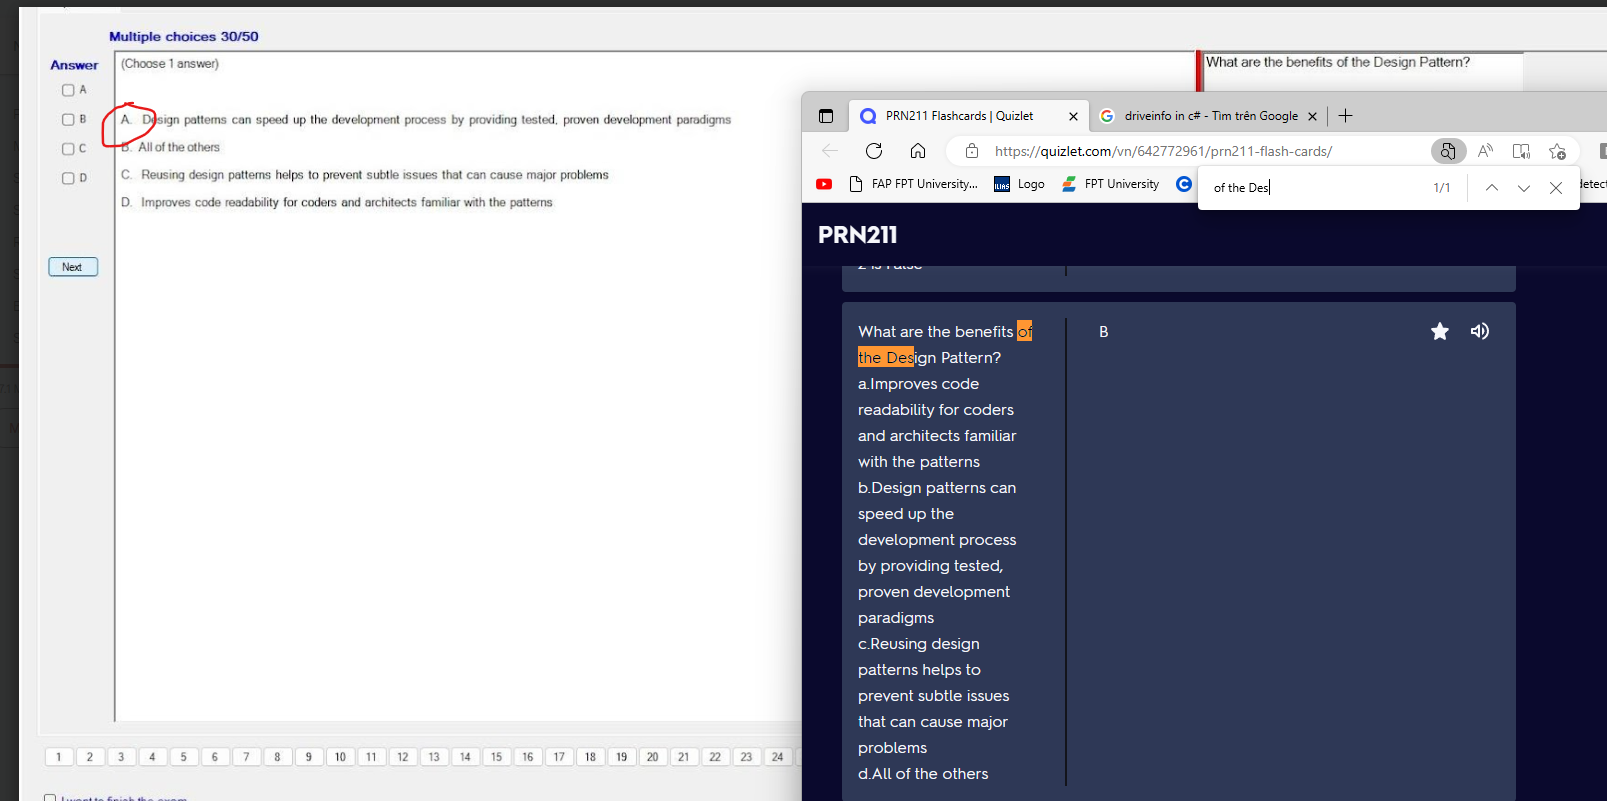 Multiple choices 30/50
Answer
(Choose 1 answer)
What are the benefits of the Design Pattern?
A
B
C
D
A. Design patterns can speed up the development process by providing tested, proven development paradigms
B. All of the others
C. Reusing design patterns helps to prevent subtle issues that can cause major problems
D. Improves code readability for coders and architects familiar with the patterns
Next
PRN211 Flashcards | Quizlet
driveinfo in c# - Tìm trên Google
https://quizlet.com/vn/642772961/prn211-flash-cards/
FAP FPT University...
ILIAS
Logo
FPT University
of the Des
1/1
PRN211
2 is False
What are the benefits of
the Design Pattern?
a.Improves code
readability for coders
and architects familiar
with the patterns
b.Design patterns can
speed up the
development process
by providing tested,
proven development
paradigms
c.Reusing design
patterns helps to
prevent subtle issues
that can cause major
problems
d.All of the others
B
1 2 3 4 5 6 7 8 9 10 11 12 13 14 15 16 17 18 19 20 21 22 23 24
I want to finish the exam